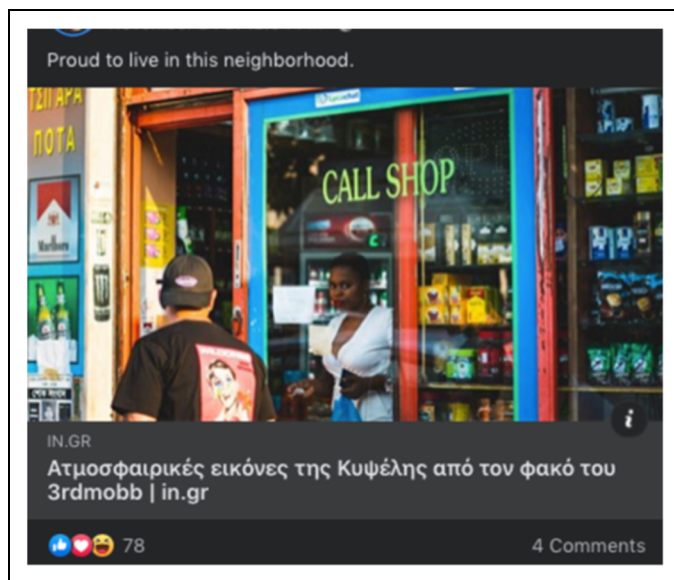 Proud to live in this neighborhood.
ΤΣΙΓΑΡΑ
ΠΟΤΑ
Marlboro
CALL SHOP
IN.GR
Ατμοσφαιρικές εικόνες της Κυψέλης από τον φακό του
3rdmobb | in.gr
78
4 Comments